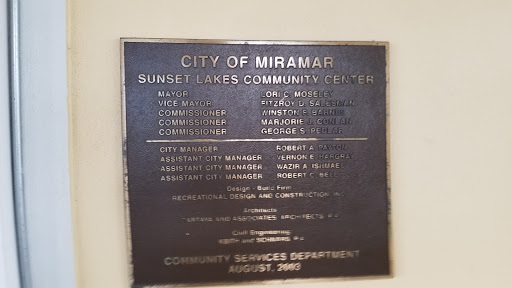 CITY OF MIRAMAR
SUNSET LAKES COMMUNITY CENTER
MAYOR LORI C. MOSELEY
VICE MAYOR FITZROY D. SALESMAN
COMMISSIONER WINSTON F. BARNES
COMMISSIONER MARJORIE J. CONLAN
COMMISSIONER GEORGE S. PEDLAR
CITY MANAGER ROBERT A. PAYTON
ASSISTANT CITY MANAGER VERNON E. HARGRAY
ASSISTANT CITY MANAGER WAZIR A. ISHMAEL
ASSISTANT CITY MANAGER ROBERT C. BELL
Design - Build Firm
RECREATIONAL DESIGN AND CONSTRUCTION, INC.
Architects
AND ASSOCIATES ARCHITECTS, P.A.
Civil Engineering
KEITH and SCHNARS, P.A.
COMMUNITY SERVICES DEPARTMENT
AUGUST, 2003